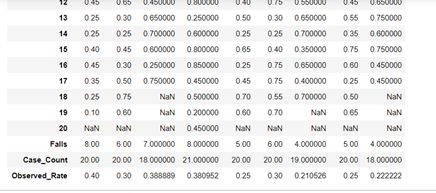 12 0.45 0.65 0.450000 0.800000 0.40 0.75 0.550000 0.45 0.650000
13 0.25 0.30 0.650000 0.250000 0.50 0.30 0.650000 0.55 0.750000
14 0.25 0.25 0.700000 0.600000 0.25 0.25 0.700000 0.35 0.600000
15 0.40 0.45 0.600000 0.800000 0.65 0.40 0.350000 0.75 0.750000
16 0.45 0.30 0.250000 0.850000 0.25 0.75 0.650000 0.60 0.450000
17 0.35 0.50 0.750000 0.450000 0.45 0.75 0.400000 0.25 0.450000
18 0.25 0.75 NaN 0.500000 0.70 0.55 0.700000 0.50 NaN
19 0.10 0.60 NaN 0.200000 0.60 0.70 NaN 0.65 NaN
20 NaN NaN NaN 0.450000 NaN NaN NaN NaN NaN
Falls 8.00 6.00 7.000000 8.000000 5.00 6.00 4.000000 5.00 4.000000
Case_Count 20.00 20.00 18.000000 21.000000 20.00 20.00 19.000000 20.00 18.000000
Observed_Rate 0.40 0.30 0.388889 0.380952 0.25 0.30 0.210526 0.25 0.222222